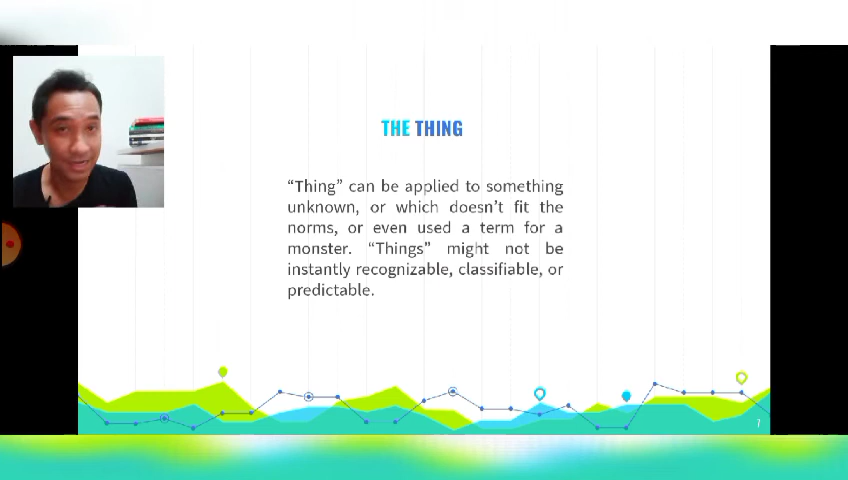 THE THING
“Thing” can be applied to something
unknown, or which doesn’t fit the
norms, or even used a term for a
monster. “Things” might not be
instantly recognizable, classifiable, or
predictable.
7